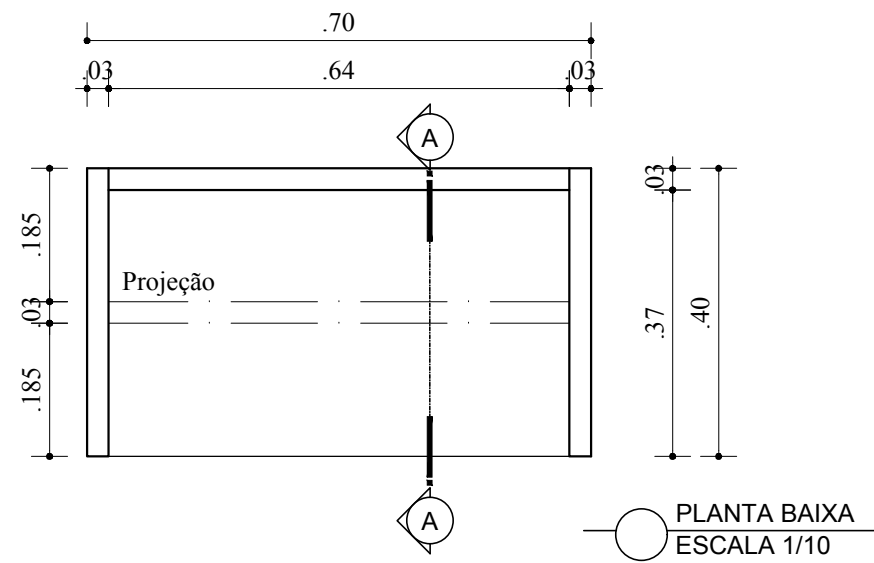 .70
.03
.64
.03
A
.185
.03
Projeção
.03
.185
.37
.40
A
PLANTA BAIXA
ESCALA 1/10